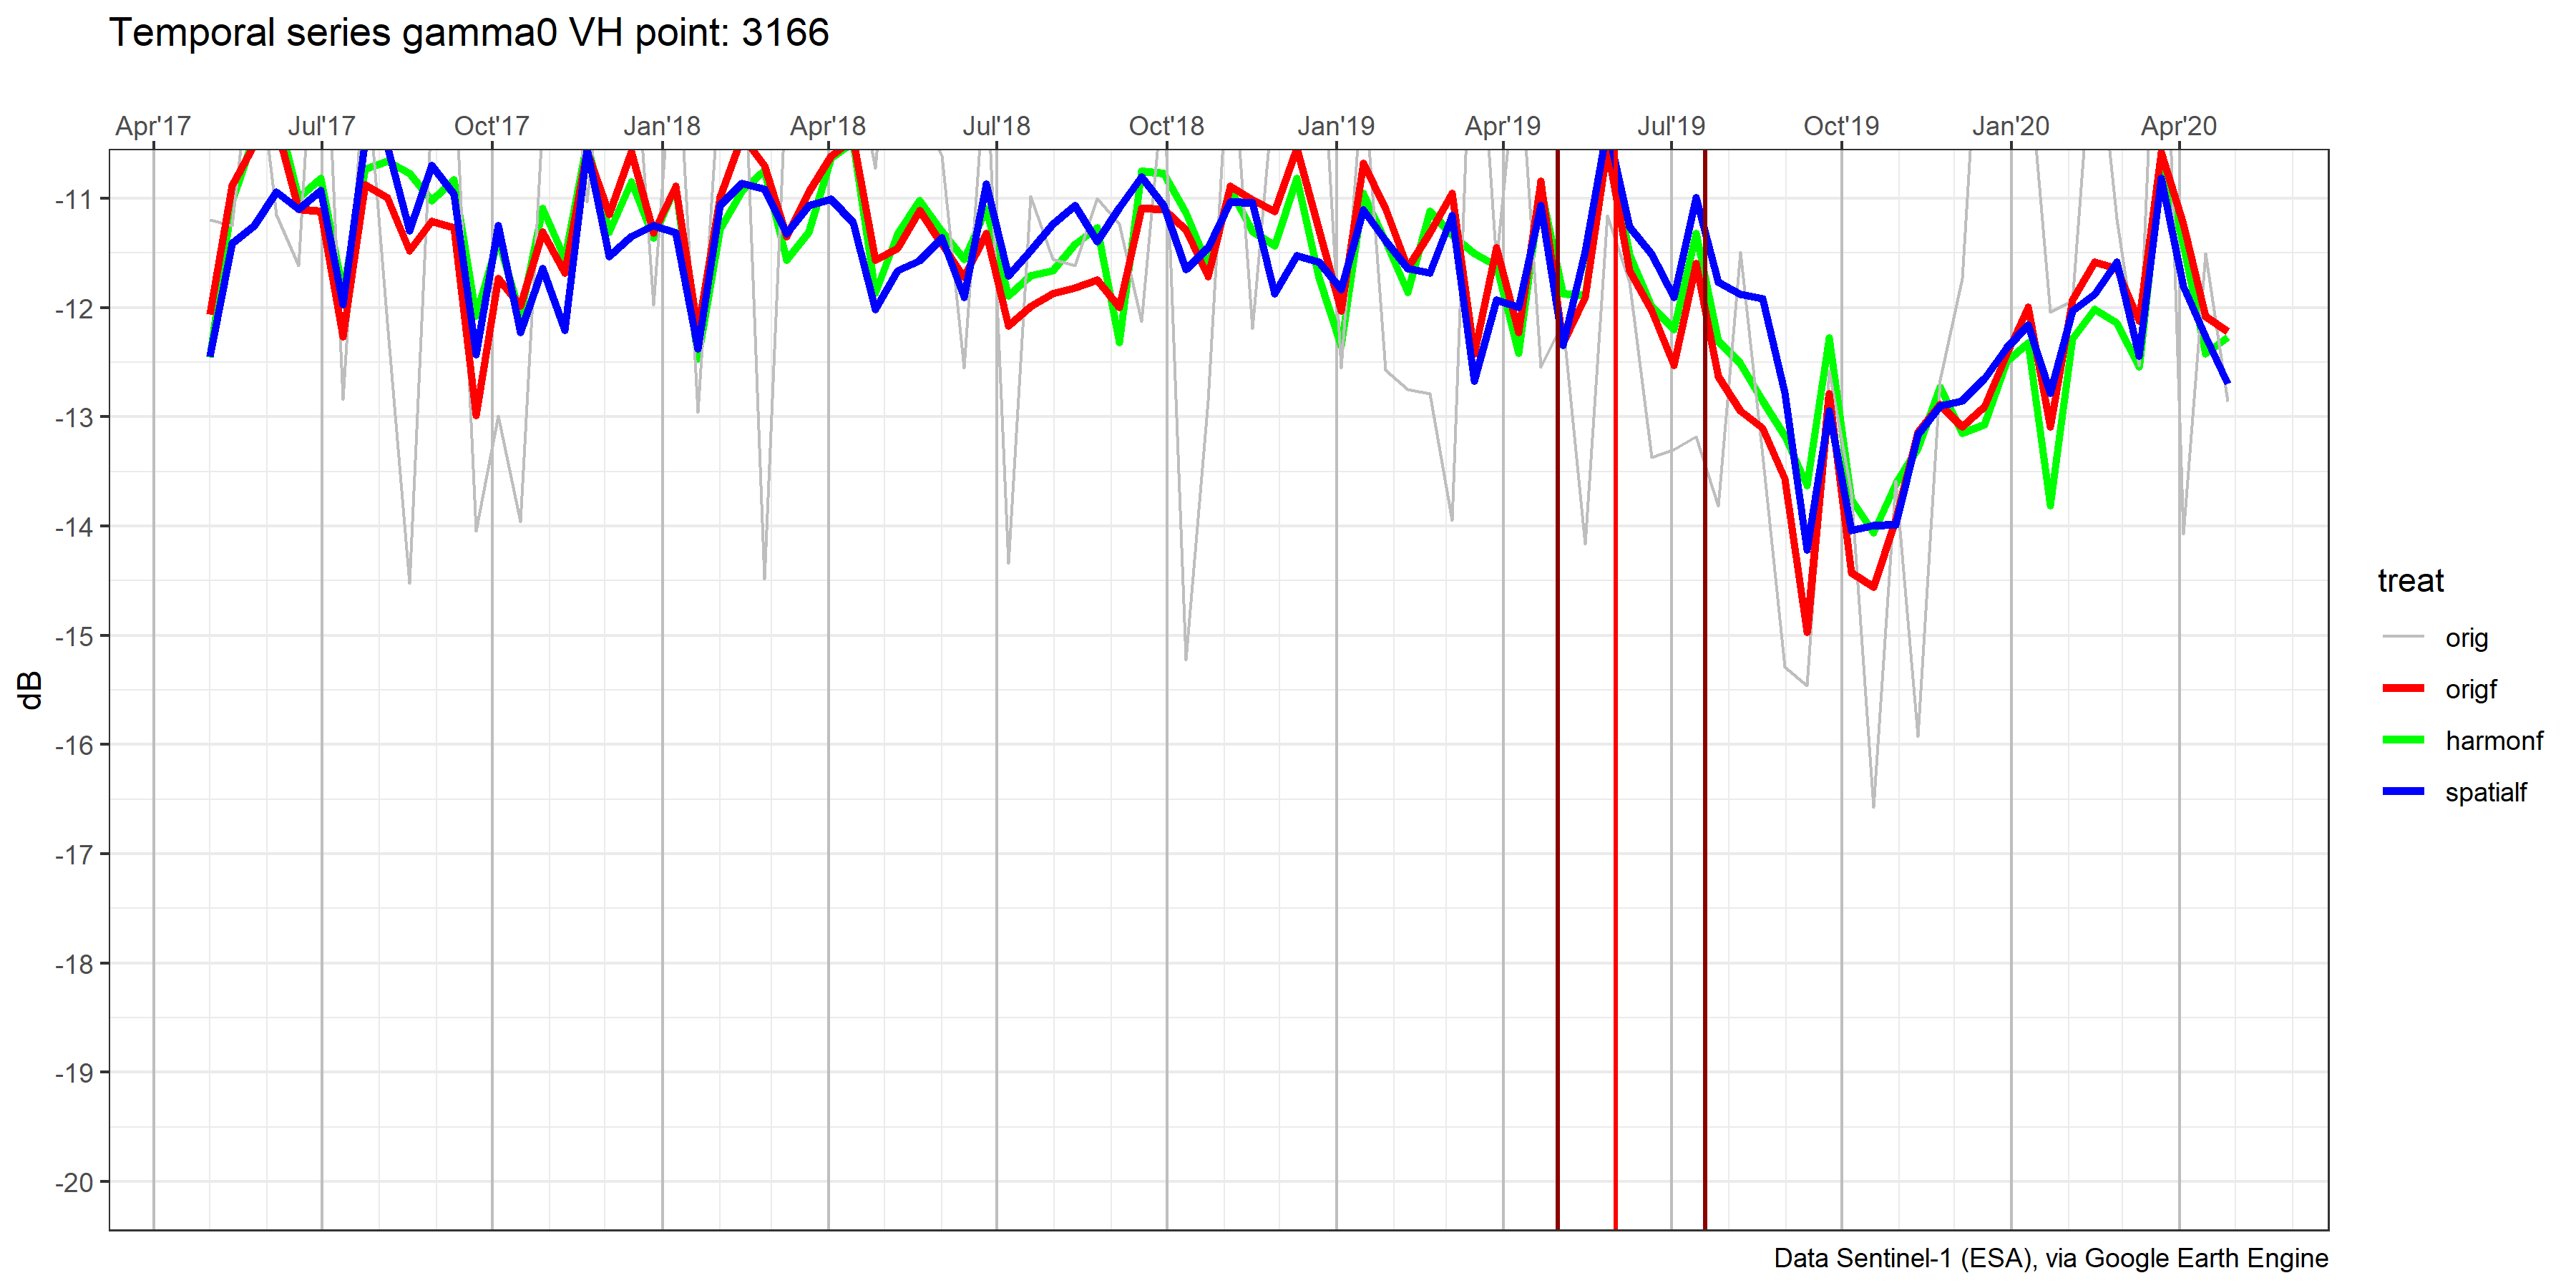 Temporal series gamma0 VH point: 3166
Apr'17 Jul'17 Oct'17 Jan'18 Apr'18 Jul'18 Oct'18 Jan'19 Apr'19 Jul'19 Oct'19 Jan'20 Apr'20
-11
-12
-13
-14
-15
-16
-17
-18
-19
-20
dB
treat
orig
origf
harmonf
spatialf
Data Sentinel-1 (ESA), via Google Earth Engine